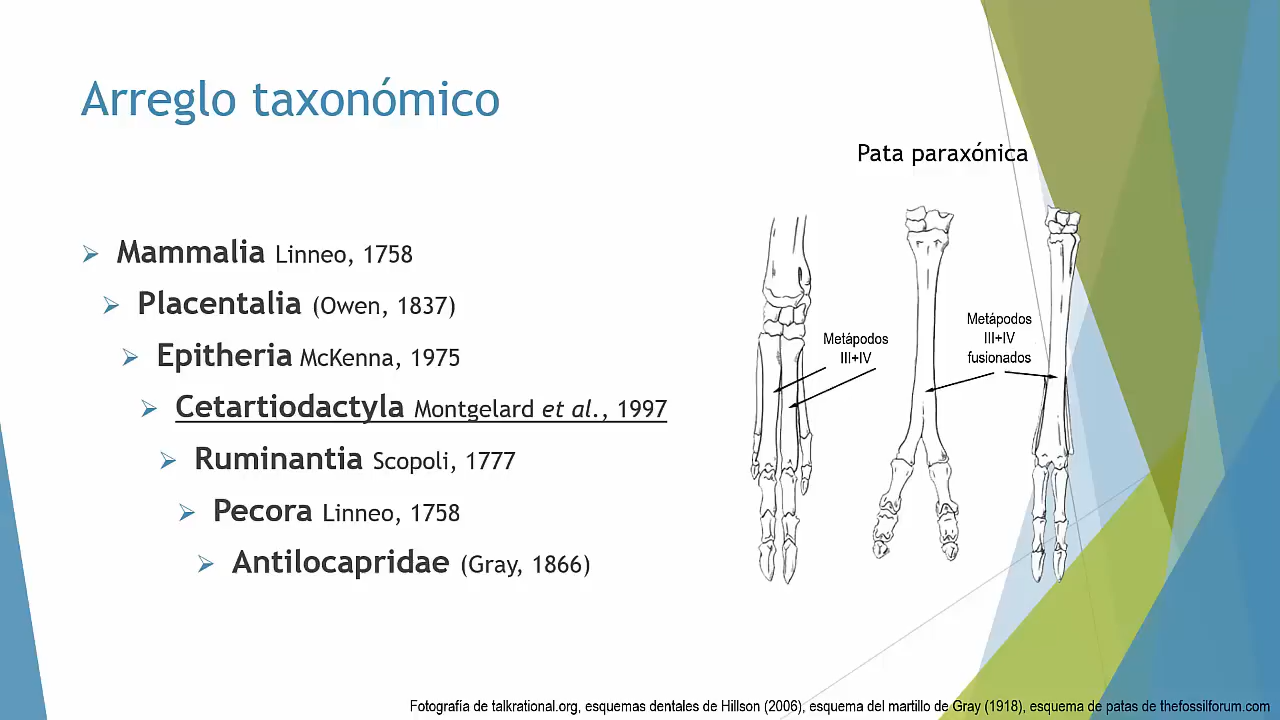 Arreglo taxonómico
Pata paraxónica
Mammalia Linneo, 1758
Placentalia (Owen, 1837)
Epitheria McKenna, 1975
Cetartiodactyla Montgelard et al., 1997
Ruminantia Scopoli, 1777
Pecora Linneo, 1758
Antilocapridae (Gray, 1866)
Metápodos
III+IV
Metápodos
III+IV
fusionados
Fotografía de talkrational.org, esquemas dentales de Hillson (2006), esquema del martillo de Gray (1918), esquema de patas de thefossilforum.com